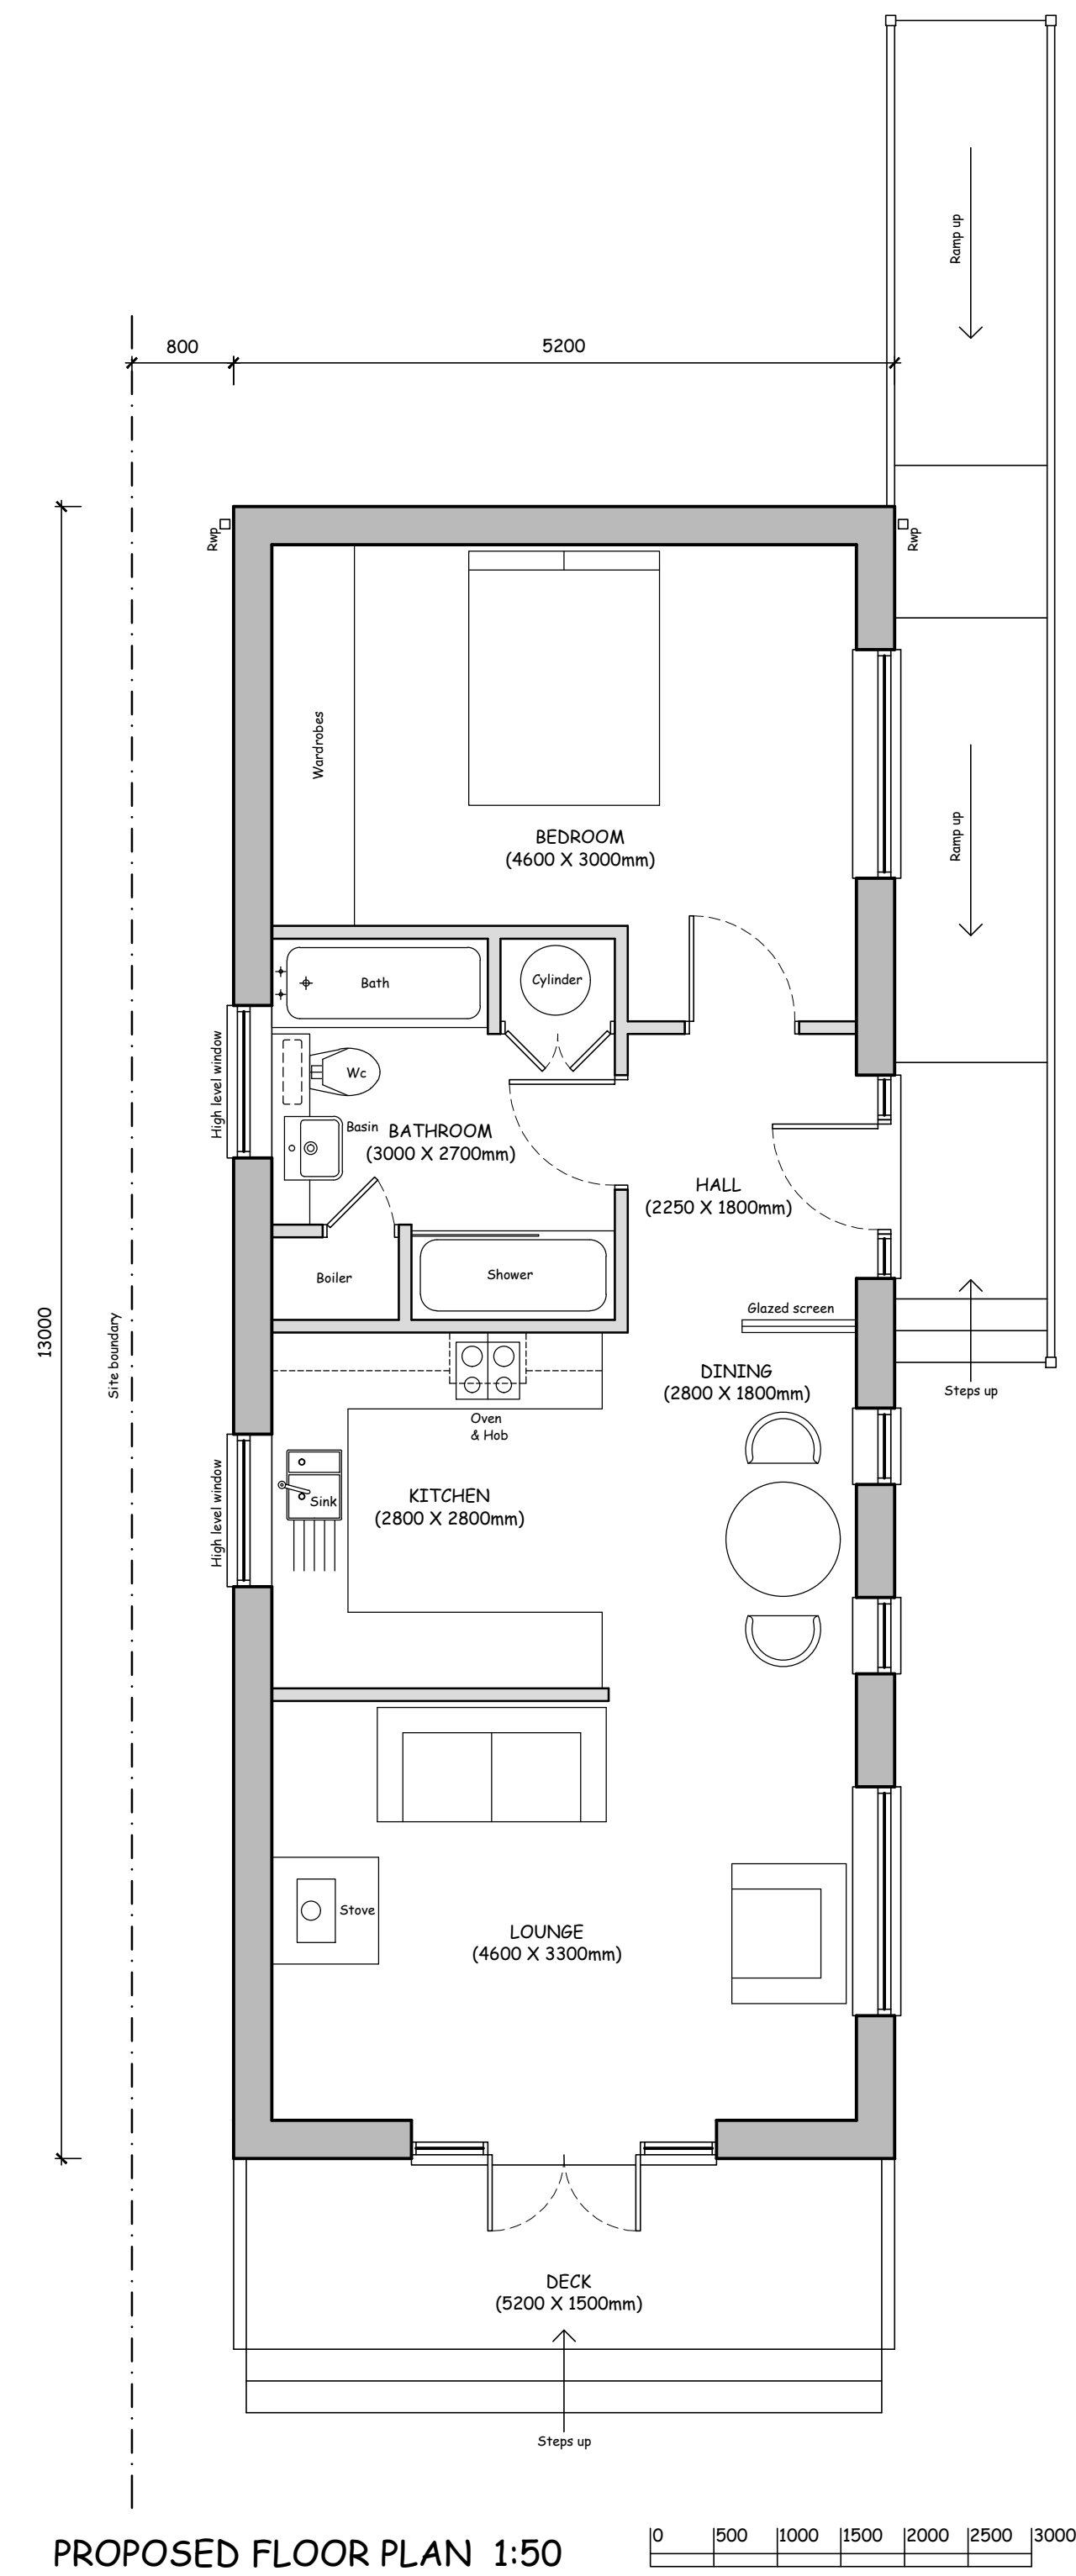 Ramp up
800
5200
Rwp
Rwp
Wardrobes
BEDROOM
(4600 X 3000mm)
Ramp up
Bath
Cylinder
High level window
Wc
Basin
BATHROOM
(3000 X 2700mm)
HALL
(2250 X 1800mm)
Boiler
Shower
Glazed screen
13000
Site boundary
DINING
(2800 X 1800mm)
Steps up
Oven
& Hob
High level window
Sink
KITCHEN
(2800 X 2800mm)
Stove
LOUNGE
(4600 X 3300mm)
DECK
(5200 X 1500mm)
Steps up
PROPOSED FLOOR PLAN 1:50
0 500 1000 1500 2000 2500 3000